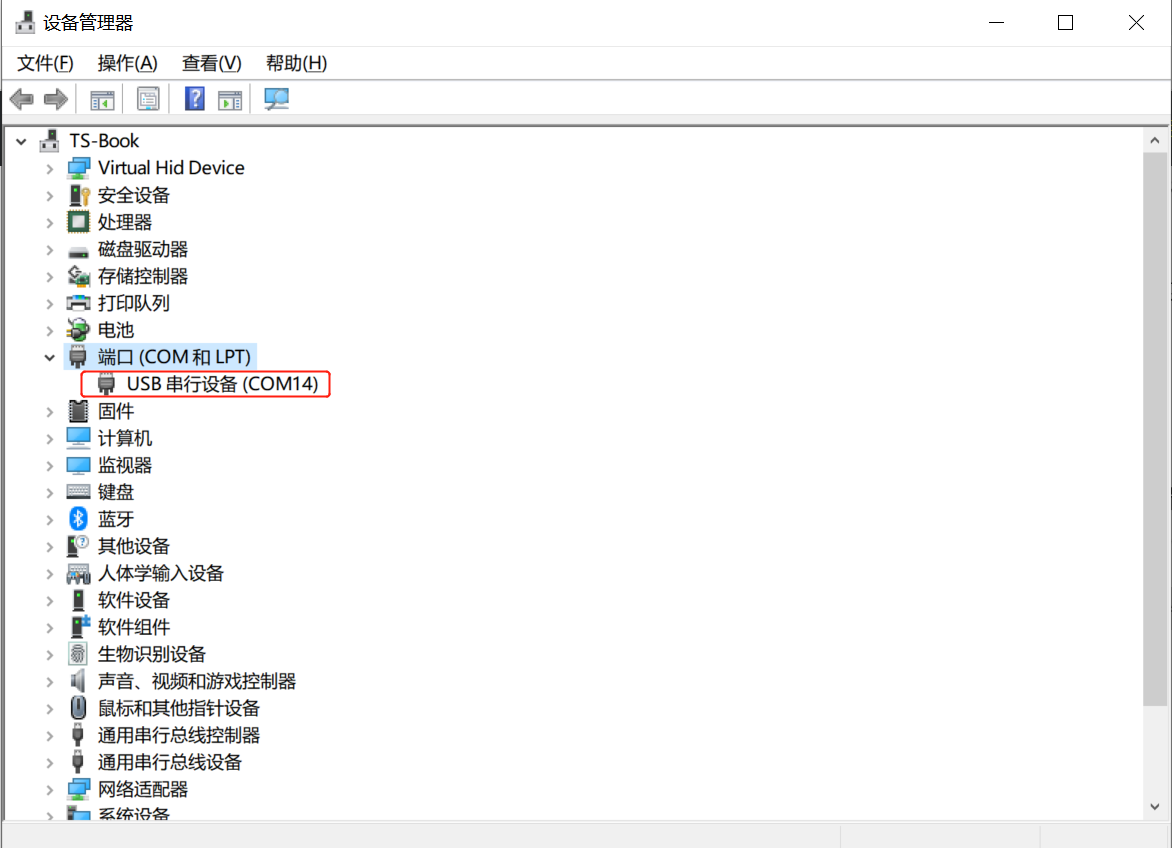 设备管理器
文件(F) 操作(A) 查看(V) 帮助(H)
TS-Book
Virtual Hid Device
安全设备
处理器
磁盘驱动器
存储控制器
打印队列
电池
端口 (COM 和 LPT)
USB 串行设备 (COM14)
固件
计算机
监视器
键盘
蓝牙
其他设备
人体学输入设备
软件设备
软件组件
生物识别设备
声音、视频和游戏控制器
鼠标和其他指针设备
通用串行总线控制器
通用串行总线设备
网络适配器
系统设备